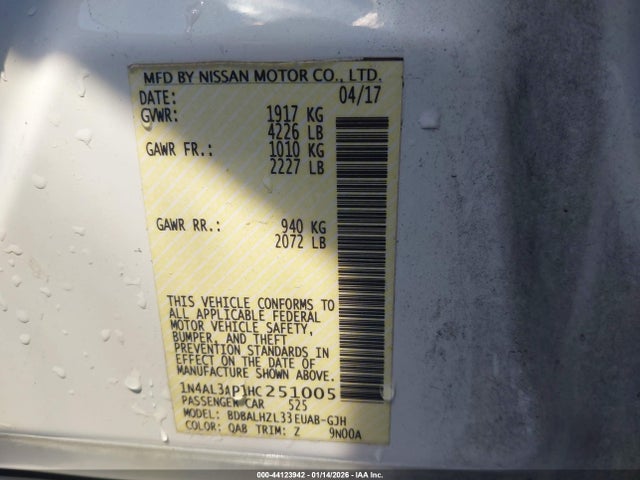 MFD BY NISSAN MOTOR CO., LTD.
DATE: 04/17
GVWR: 1917 KG
4226 LB
GAWR FR.: 1010 KG
2227 LB
GAWR RR.: 940 KG
2072 LB
THIS VEHICLE CONFORMS TO
ALL APPLICABLE FEDERAL
MOTOR VEHICLE SAFETY,
BUMPER, AND THEFT
PREVENTION STANDARDS IN
EFFECT ON THE DATE OF
MANUFACTURE SHOWN ABOVE.
1N4AL3AP1HC251005
PASSENGER CAR 525
MODEL: BDBALHZL33EUAB-GJH
COLOR: QAB TRIM: Z 9N00A
000-44123942 - 01/14/2026 - IAA Inc.